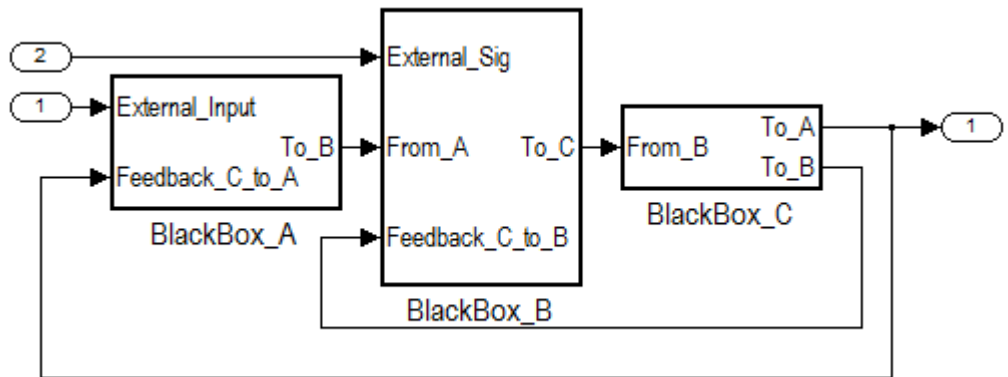 2
External_Sig
1
External_Input
To_B
From_A
To_C
From_B
To_A
To_B
1
Feedback_C_to_A
BlackBox_A
Feedback_C_to_B
BlackBox_C
BlackBox_B